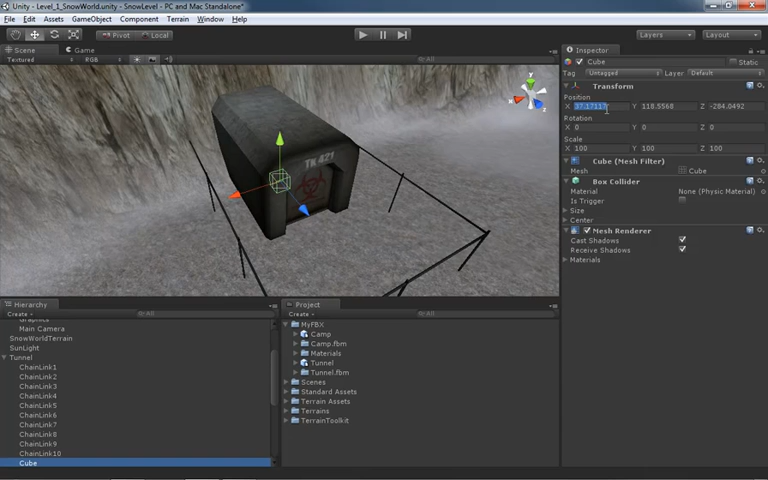 Unity - Level_1_SnowWorld.unity - SnowLevel - PC and Mac Standalone*
File Edit Assets GameObject Component Terrain Window Help
Pivot Local Layers Layout
Scene Game
Textured RGB All
TK 421
Inspector
Cube Static
Tag Untagged Layer Default
Transform
Position
X 37.17117 Y 118.5568 Z -284.0492
Rotation
X 0 Y 0 Z 0
Scale
X 100 Y 100 Z 100
Cube (Mesh Filter)
Mesh Cube
Box Collider
Material None (Physic Material)
Is Trigger
Size
Center
Mesh Renderer
Cast Shadows
Receive Shadows
Materials
Hierarchy
Create All
Graphics
Main Camera
SnowWorldTerrain
SunLight
Tunnel
ChainLink1
ChainLink2
ChainLink3
ChainLink4
ChainLink5
ChainLink6
ChainLink7
ChainLink8
ChainLink9
ChainLink10
Cube
Project
Create All
MyFBX
Camp
Camp.fbm
Materials
Tunnel
Tunnel.fbm
Scenes
Standard Assets
Terrain Assets
Terrains
TerrainToolkit